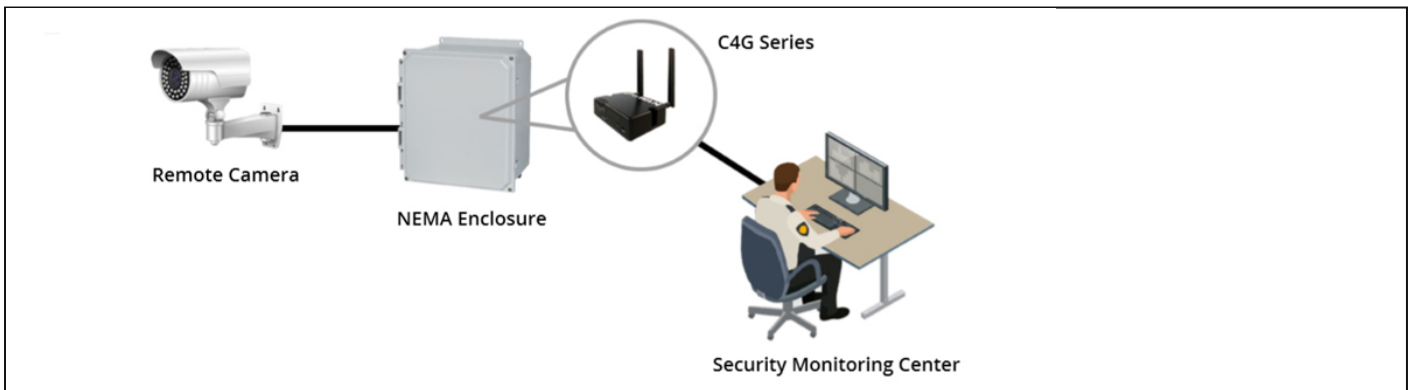 C4G Series
Remote Camera
NEMA Enclosure
Security Monitoring Center